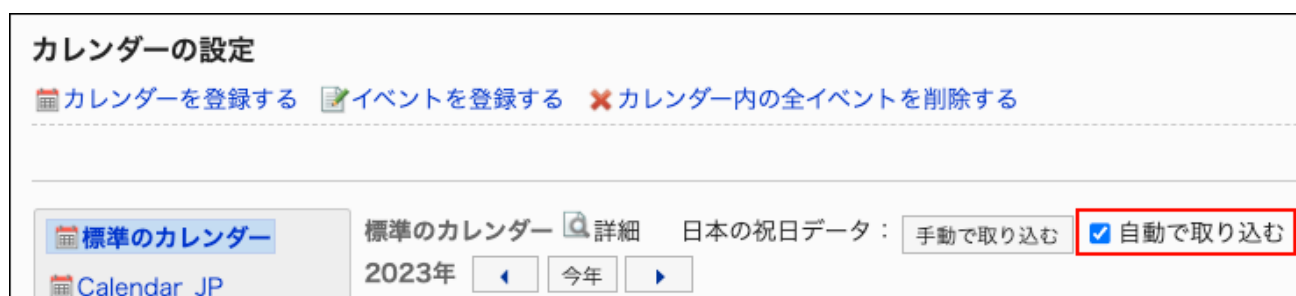 カレンダーの設定
カレンダーを登録する イベントを登録する カレンダー内の全イベントを削除する
標準のカレンダー 標準のカレンダー 詳細 日本の祝日データ： 手動で取り込む 自動で取り込む
Calendar_JP 2023年 今年